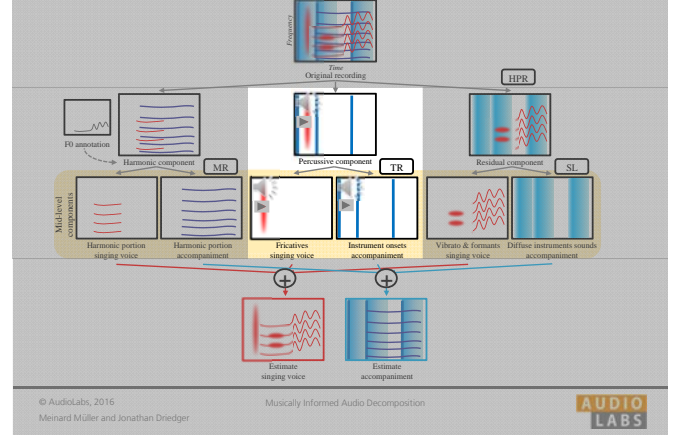 Frequency
Time
Original recording
HPR
F0 annotation
Harmonic component
Percussive component
Residual component
MR
TR
SL
Mid-level
components
Harmonic portion
singing voice
Harmonic portion
accompaniment
Fricatives
singing voice
Instrument onsets
accompaniment
Vibrato & formants
singing voice
Diffuse instruments sounds
accompaniment
+
+
Estimate
singing voice
Estimate
accompaniment
© AudioLabs, 2016
Meinard Müller and Jonathan Driedger
Musically Informed Audio Decomposition
AUDIO
LABS